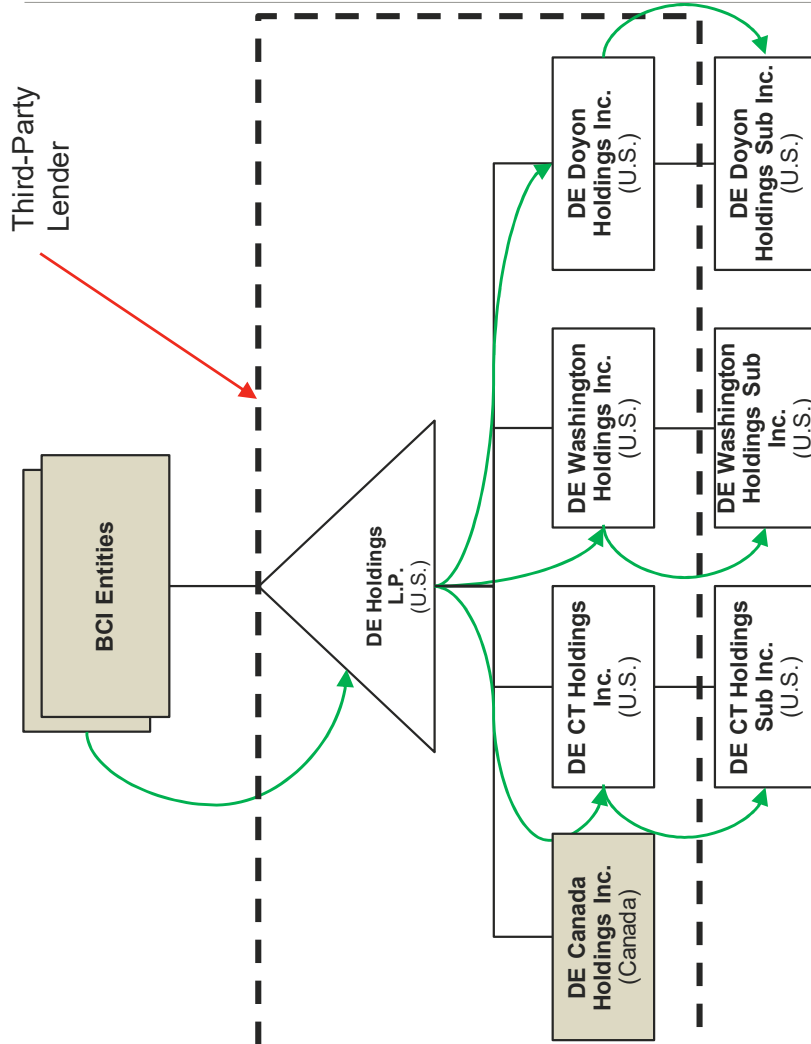 Third-Party
Lender
BCI Entities
DE Holdings
L.P.
(U.S.)
DE Canada
Holdings Inc.
(Canada)
DE CT Holdings
Inc.
(U.S.)
DE Washington
Holdings Inc.
(U.S.)
DE Doyon
Holdings Inc.
(U.S.)
DE CT Holdings
Sub Inc.
(U.S.)
DE Washington
Holdings Sub
Inc.
(U.S.)
DE Doyon
Holdings Sub Inc.
(U.S.)